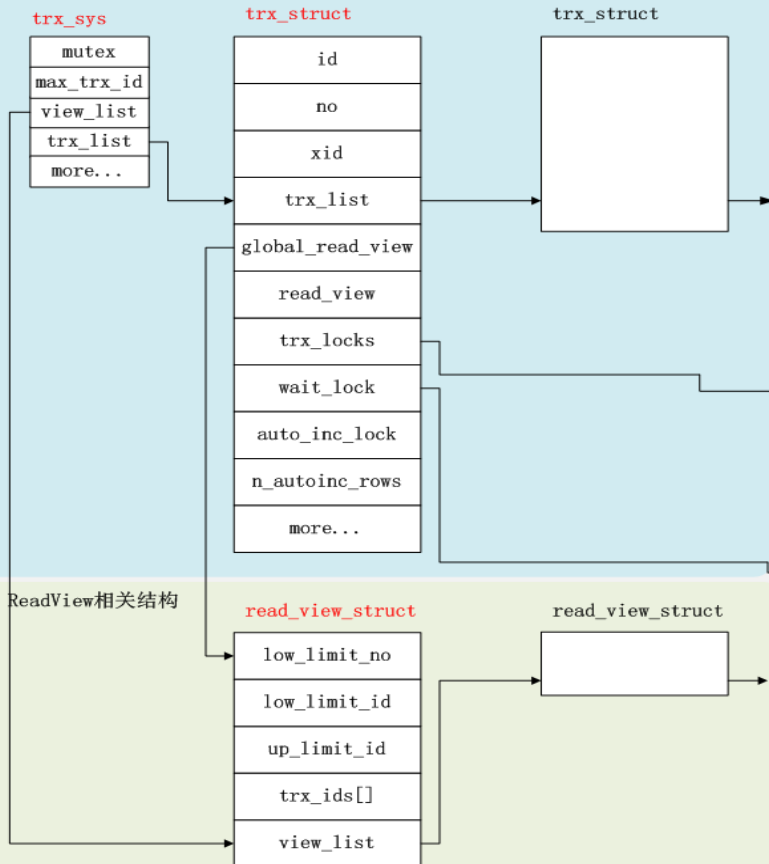 trx_sys
mutex
max_trx_id
view_list
trx_list
more...
trx_struct
id
no
xid
trx_list
global_read_view
read_view
trx_locks
wait_lock
auto_inc_lock
n_autoinc_rows
more...
trx_struct
ReadView相关结构
read_view_struct
low_limit_no
low_limit_id
up_limit_id
trx_ids[]
view_list
read_view_struct